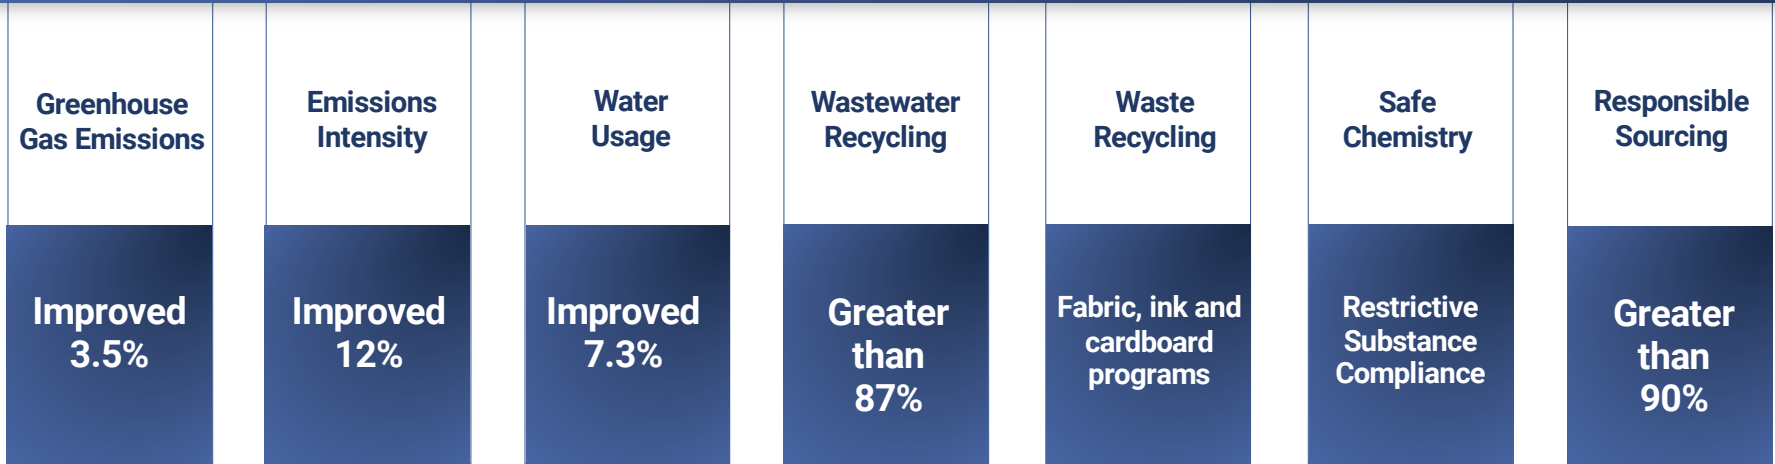 Greenhouse
Gas Emissions
Improved
3.5%
Emissions
Intensity
Improved
12%
Water
Usage
Improved
7.3%
Wastewater
Recycling
Greater
than
87%
Waste
Recycling
Fabric, ink and
cardboard
programs
Safe
Chemistry
Restrictive
Substance
Compliance
Responsible
Sourcing
Greater
than
90%